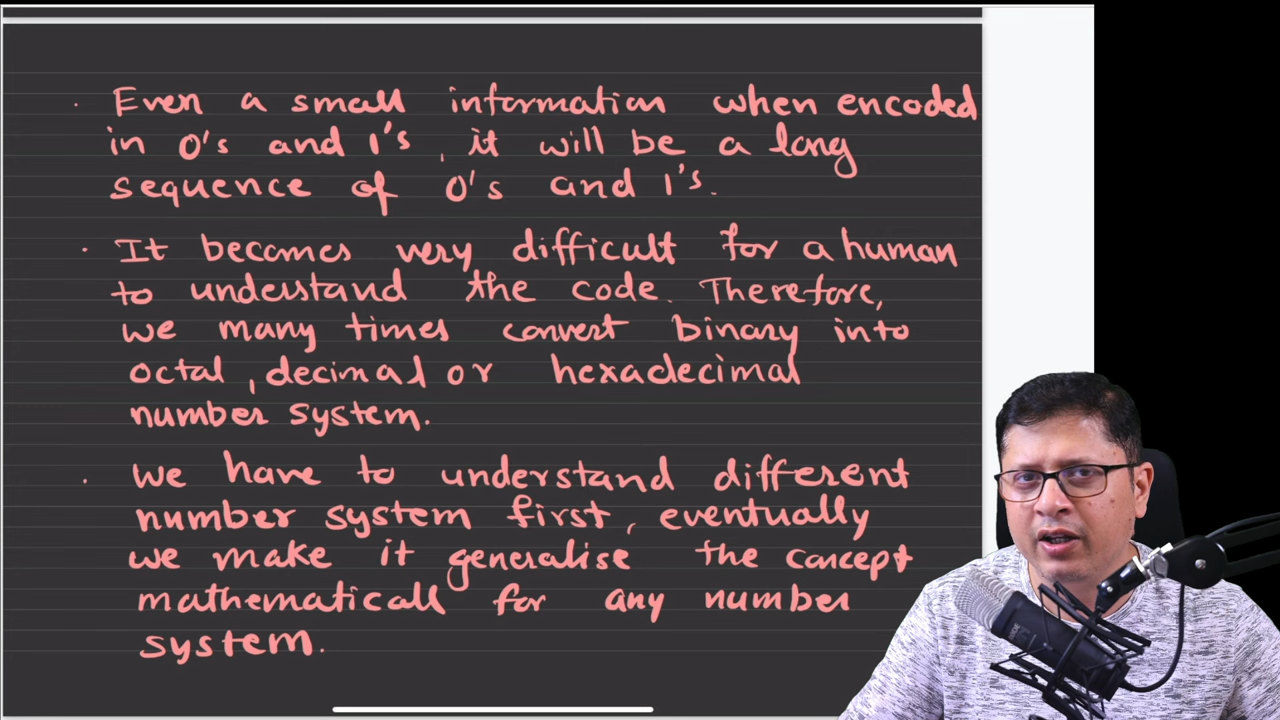 · Even a small information when encoded
in 0's and 1's, it will be a long
sequence of 0's and 1's.
· It becomes very difficult for a human
to understand the code. Therefore,
we many times convert binary into
octal, decimal or hexadecimal
number system.
· We have to understand different
number system first, eventually
we make it generalise the concept
mathematicall for any number
system.